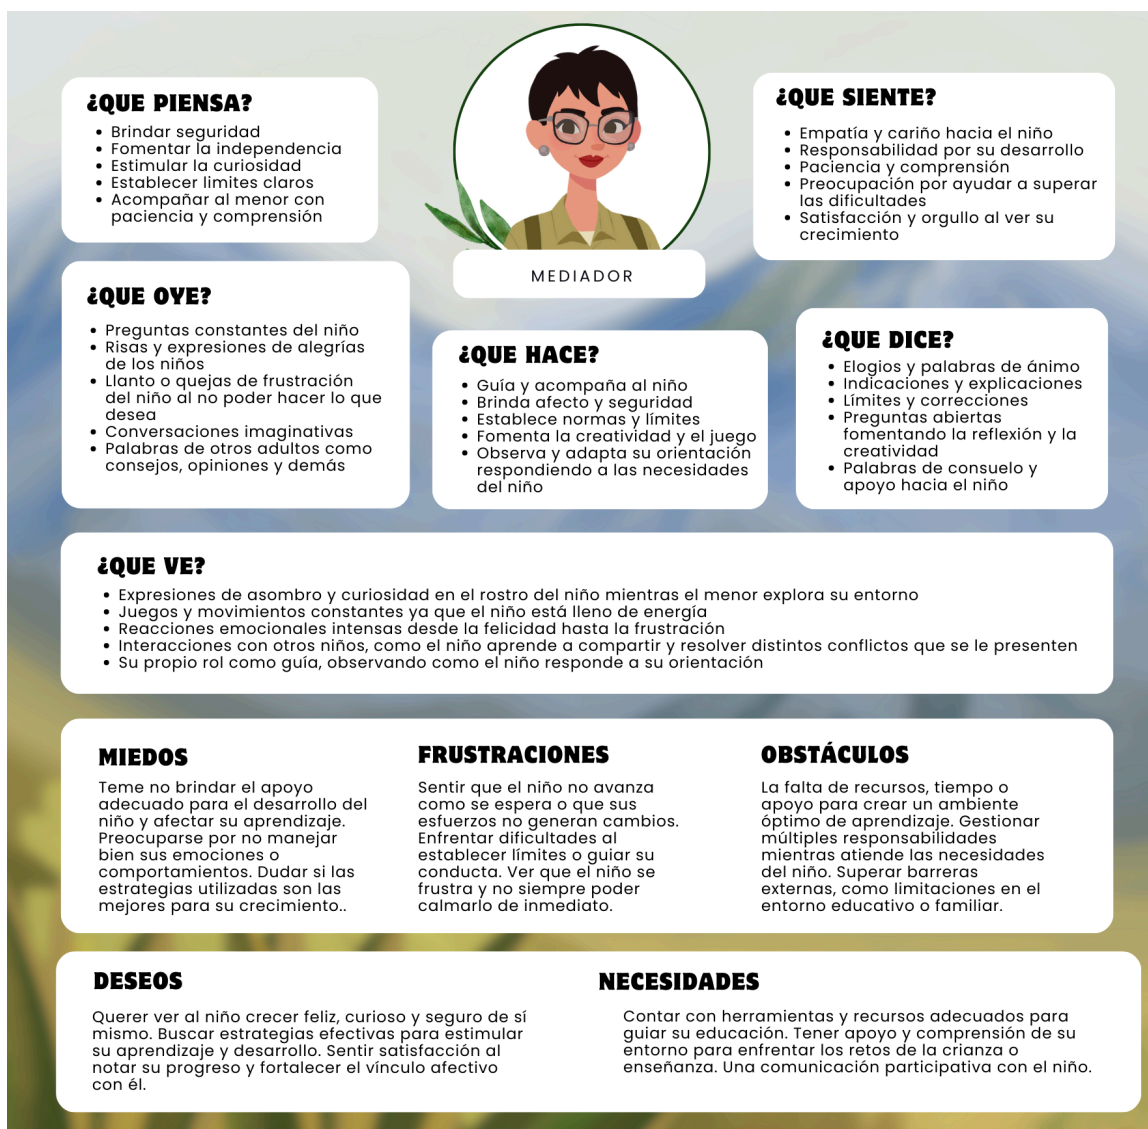 ¿QUE PIENSA?
• Brindar seguridad
• Fomentar la independencia
• Estimular la curiosidad
• Establecer limites claros
• Acompañar al menor con
paciencia y comprensión
MEDIADOR
¿QUE SIENTE?
• Empatía y cariño hacia el niño
• Responsabilidad por su desarrollo
• Paciencia y comprensión
• Preocupación por ayudar a superar
las dificultades
• Satisfacción y orgullo al ver su
crecimiento
¿QUE OYE?
• Preguntas constantes del niño
• Risas y expresiones de alegrías
de los niños
• Llanto o quejas de frustración
del niño al no poder hacer lo que
desea
• Conversaciones imaginativas
• Palabras de otros adultos como
consejos, opiniones y demás
¿QUE HACE?
• Guía y acompaña al niño
• Brinda afecto y seguridad
• Establece normas y límites
• Fomenta la creatividad y el juego
• Observa y adapta su orientación
respondiendo a las necesidades
del niño
¿QUE DICE?
• Elogios y palabras de ánimo
• Indicaciones y explicaciones
• Límites y correcciones
• Preguntas abiertas
fomentando la reflexión y la
creatividad
• Palabras de consuelo y
apoyo hacia el niño
¿QUE VE?
• Expresiones de asombro y curiosidad en el rostro del niño mientras el menor explora su entorno
• Juegos y movimientos constantes ya que el niño está lleno de energía
• Reacciones emocionales intensas desde la felicidad hasta la frustración
• Interacciones con otros niños, como el niño aprende a compartir y resolver distintos conflictos que se le presenten
• Su propio rol como guía, observando como el niño responde a su orientación
MIEDOS
Teme no brindar el apoyo
adecuado para el desarrollo del
niño y afectar su aprendizaje.
Preocuparse por no manejar
bien sus emociones o
comportamientos. Dudar si las
estrategias utilizadas son las
mejores para su crecimiento..
FRUSTRACIONES
Sentir que el niño no avanza
como se espera o que sus
esfuerzos no generan cambios.
Enfrentar dificultades al
establecer límites o guiar su
conducta. Ver que el niño se
frustra y no siempre poder
calmarlo de inmediato.
OBSTÁCULOS
La falta de recursos, tiempo o
apoyo para crear un ambiente
óptimo de aprendizaje. Gestionar
múltiples responsabilidades
mientras atiende las necesidades
del niño. Superar barreras
externas, como limitaciones en el
entorno educativo o familiar.
DESEOS
Querer ver al niño crecer feliz, curioso y seguro de sí
mismo. Buscar estrategias efectivas para estimular
su aprendizaje y desarrollo. Sentir satisfacción al
notar su progreso y fortalecer el vínculo afectivo
con él.
NECESIDADES
Contar con herramientas y recursos adecuados para
guiar su educación. Tener apoyo y comprensión de su
entorno para enfrentar los retos de la crianza o
enseñanza. Una comunicación participativa con el niño.